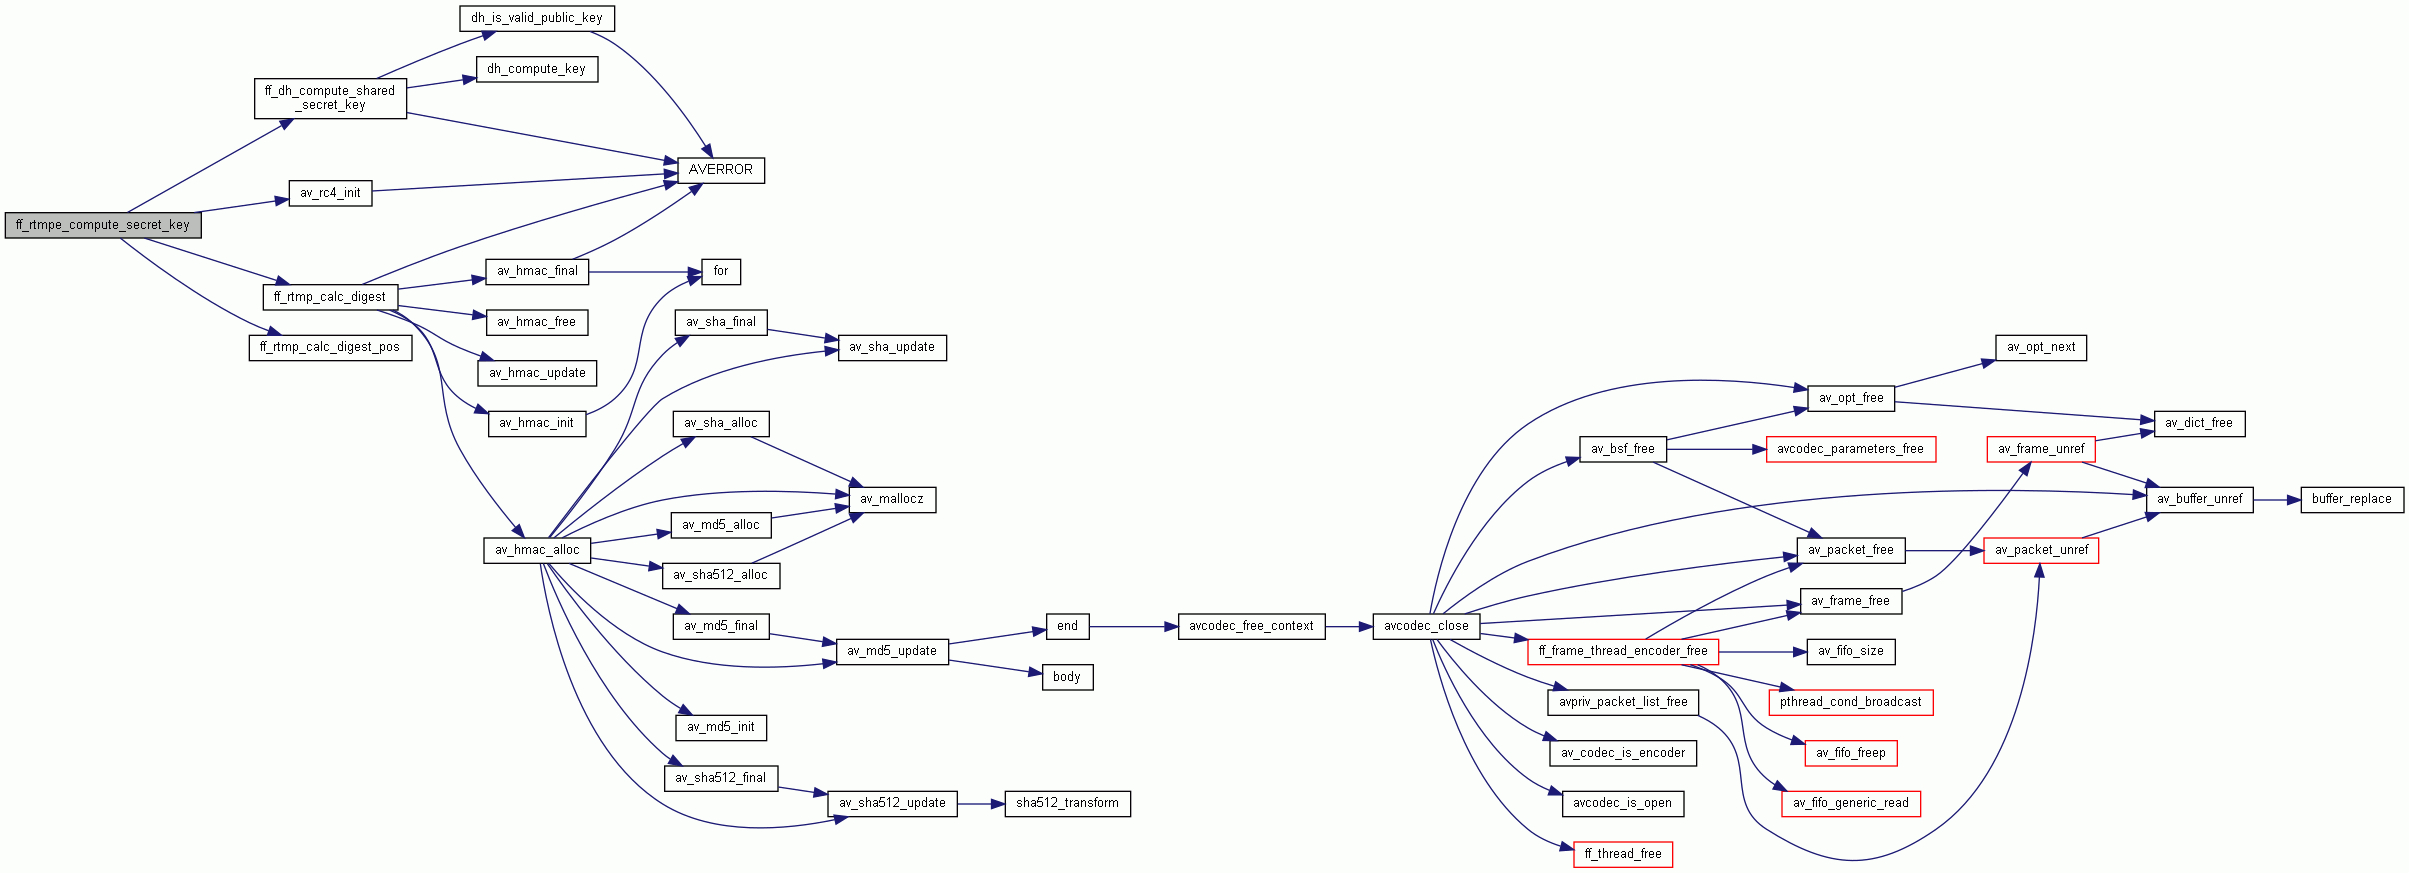 dh_is_valid_public_key
dh_compute_key
ff_dh_compute_shared
_secret_key
AVERROR
av_rc4_init
ff_rtmpe_compute_secret_key
av_hmac_final
for
ff_rtmp_calc_digest
av_hmac_free
av_sha_final
ff_rtmp_calc_digest_pos
av_sha_update
av_opt_next
av_hmac_update
av_opt_free
av_hmac_init
av_sha_alloc
av_dict_free
av_bsf_free
avcodec_parameters_free
av_frame_unref
av_mallocz
av_buffer_unref
buffer_replace
av_md5_alloc
av_hmac_alloc
av_packet_free
av_packet_unref
av_sha512_alloc
av_frame_free
av_md5_final
end
avcodec_free_context
avcodec_close
av_md5_update
ff_frame_thread_encoder_free
av_fifo_size
body
avpriv_packet_list_free
pthread_cond_broadcast
av_md5_init
av_codec_is_encoder
av_fifo_freep
av_sha512_final
av_sha512_update
sha512_transform
avcodec_is_open
av_fifo_generic_read
ff_thread_free